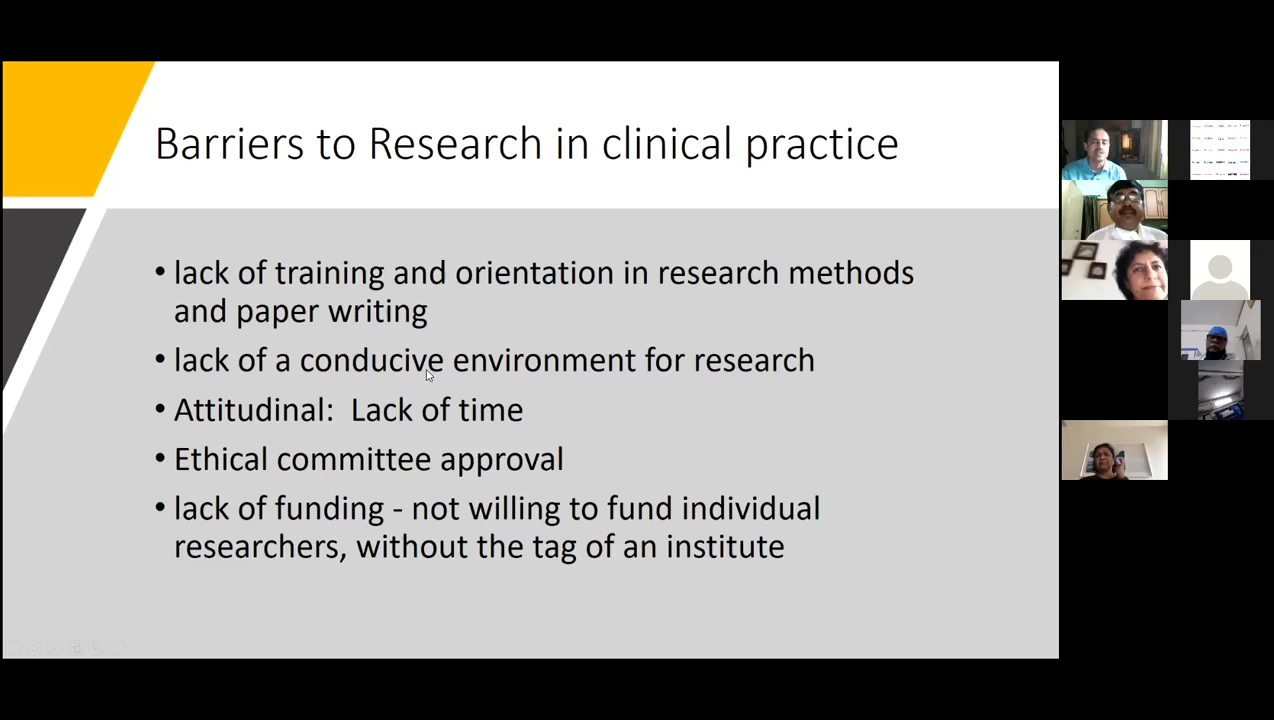 Barriers to Research in clinical practice
• lack of training and orientation in research methods
and paper writing
• lack of a conducive environment for research
• Attitudinal:  Lack of time
• Ethical committee approval
• lack of funding - not willing to fund individual
researchers, without the tag of an institute